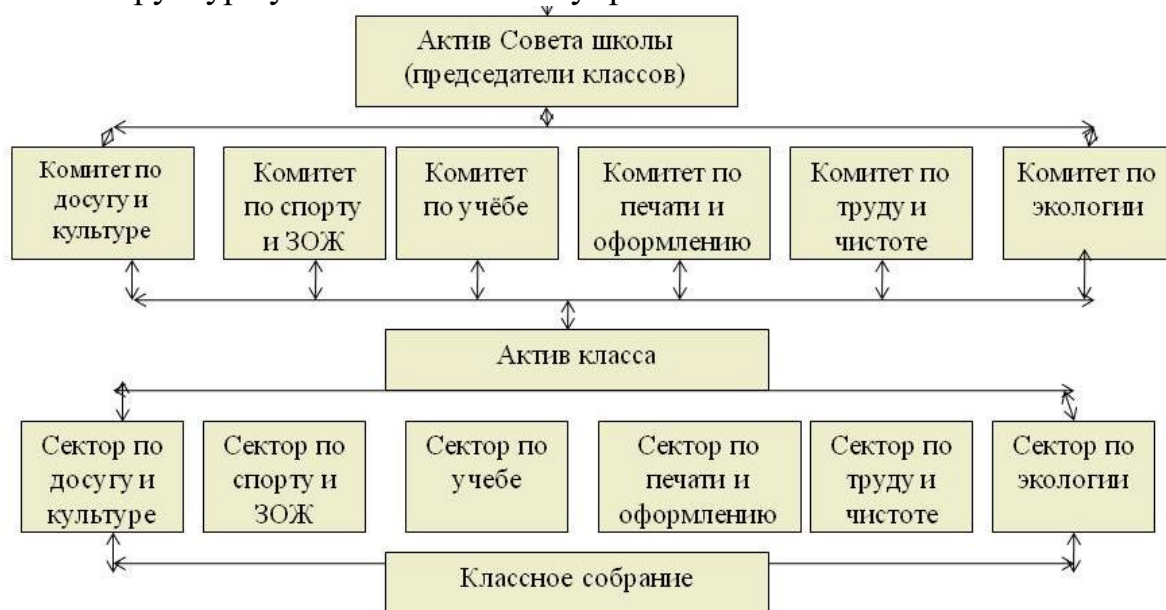 Актив Совета школы
(председатели классов)
Комитет по
досугу и
культуре
Комитет
по спорту
и ЗОЖ
Комитет
по учёбе
Комитет по
печати и
оформлению
Комитет по
труду и
чистоте
Комитет по
экологии
Актив класса
Сектор по
досугу и
культуре
Сектор по
спорту и
ЗОЖ
Сектор по
учебе
Сектор по
печати и
оформлению
Сектор по
труду и
чистоте
Сектор по
экологии
Классное собрание